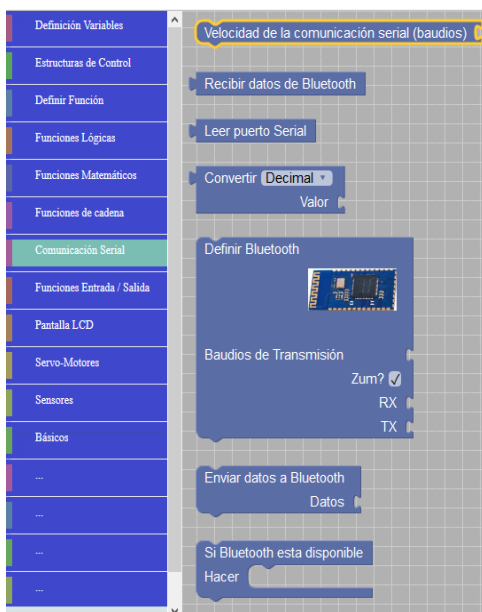 Definición Variables
Estructuras de Control
Definir Función
Funciones Lógicas
Funciones Matemáticos
Funciones de cadena
Comunicación Serial
Funciones Entrada / Salida
Pantalla LCD
Servo-Motores
Sensores
Básicos
...
...
...
...
Velocidad de la comunicación serial (baudios)
Recibir datos de Bluetooth
Leer puerto Serial
Convertir Decimal
Valor
Definir Bluetooth
Baudios de Transmisión
Zum?
RX
TX
Enviar datos a Bluetooth
Datos
Si Bluetooth esta disponible
Hacer